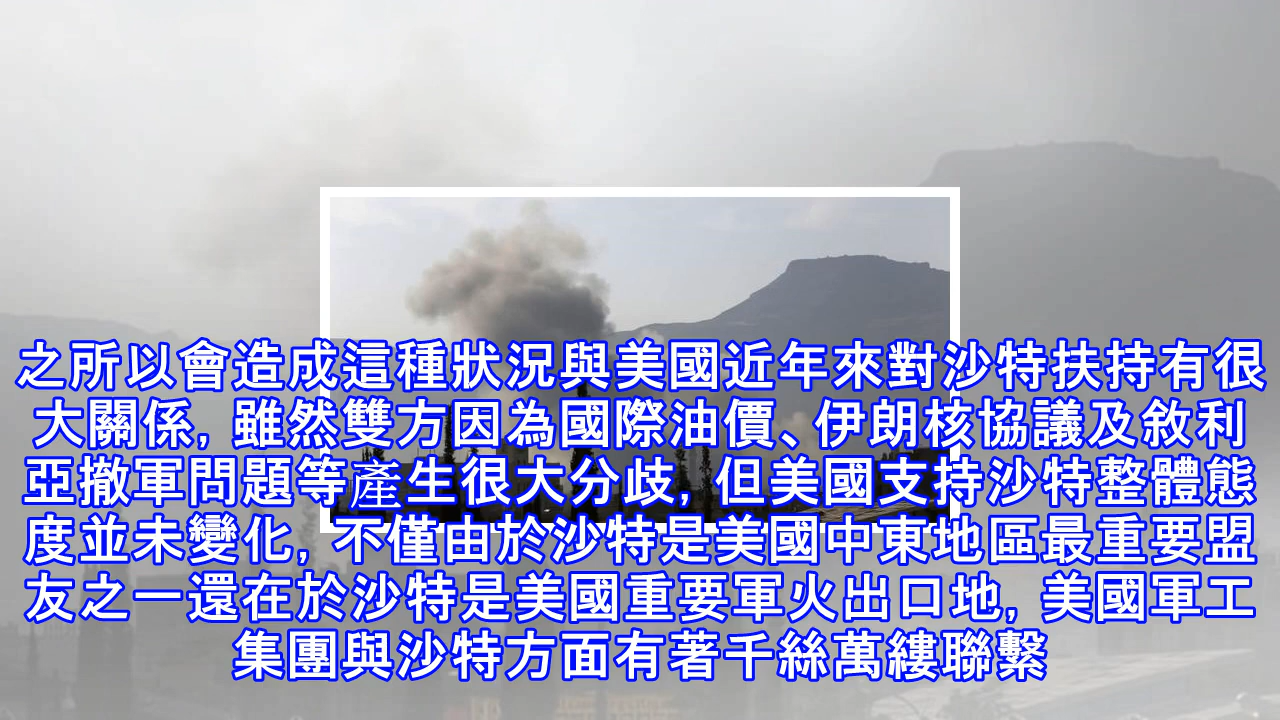 之所以會造成這種狀況與美國近年來對沙特扶持有很
大關係, 雖然雙方因為國際油價、伊朗核協議及敘利
亞撤軍問題等產生很大分歧, 但美國支持沙特整體態
度並未變化, 不僅由於沙特是美國中東地區最重要盟
友之一還在於沙特是美國重要軍火出口地, 美國軍工
集團與沙特方面有著千絲萬縷聯繫